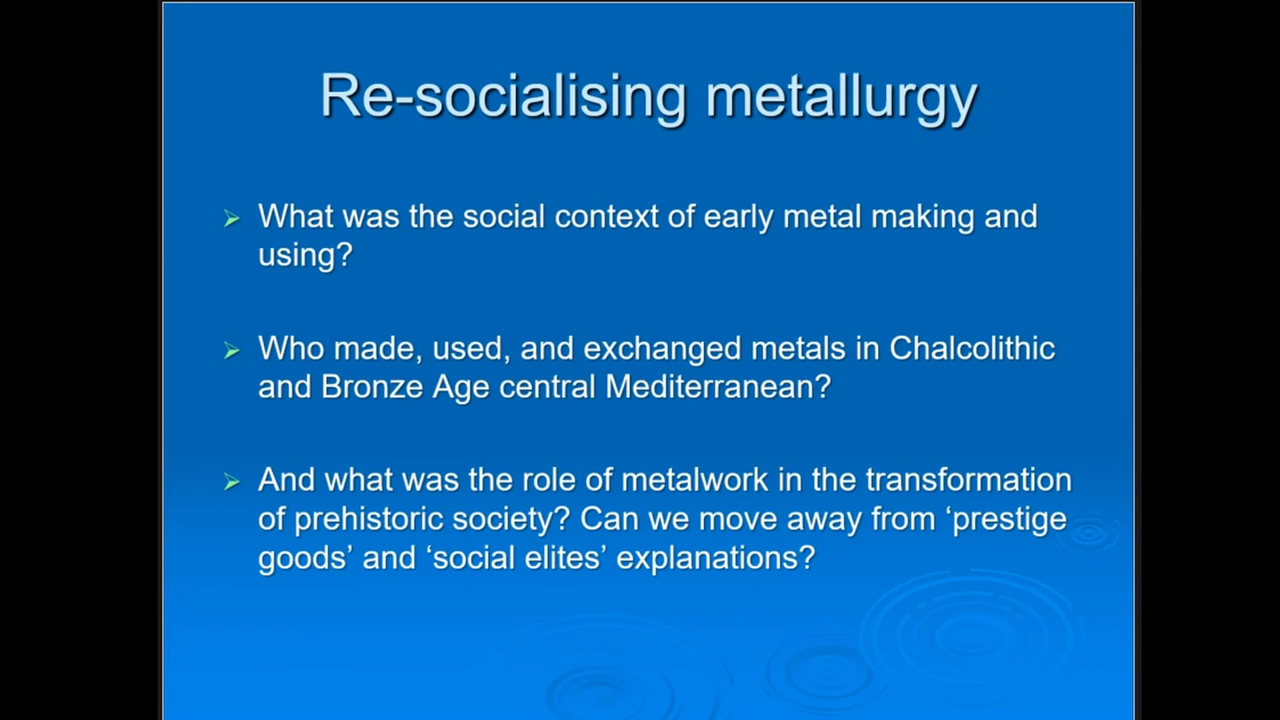 Re-socialising metallurgy
What was the social context of early metal making and
using?
Who made, used, and exchanged metals in Chalcolithic
and Bronze Age central Mediterranean?
And what was the role of metalwork in the transformation
of prehistoric society? Can we move away from ‘prestige
goods’ and ‘social elites’ explanations?